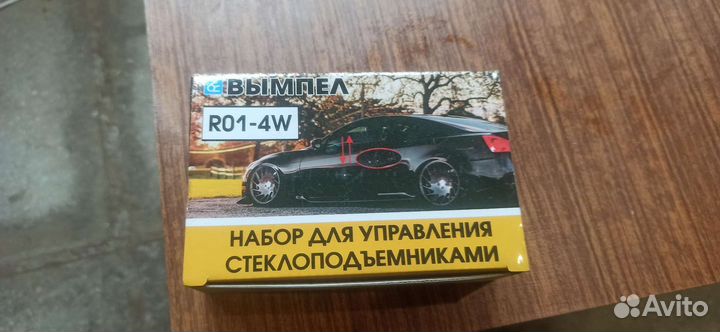 R ВЫМПЕЛ
R01-4W
НАБОР ДЛЯ УПРАВЛЕНИЯ
СТЕКЛОПОДЪЕМНИКАМИ
Avito